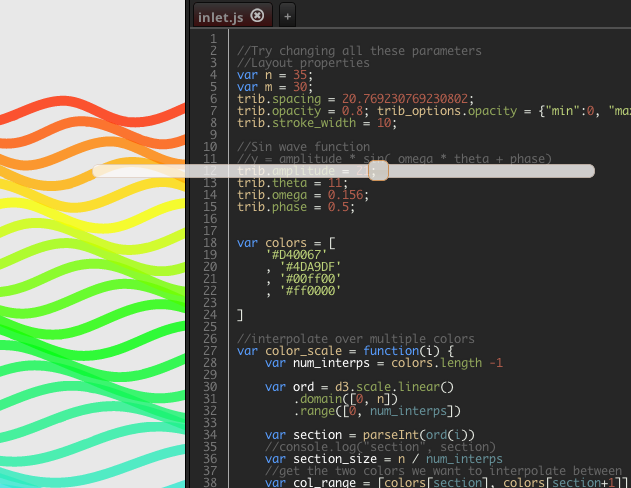 inlet.js
+
1
2 //Try changing all these parameters
3 //Layout properties
4 var n = 35;
5 var m = 30;
6 trib.spacing = 20.769230769230802;
7 trib.opacity = 0.8; trib_options.opacity = {"min":0, "max
8 trib.stroke_width = 10;
9
10 //Sin wave function
11 //y = amplitude * sin( omega * theta + phase)
12 trib.amplitude =
13 trib.theta = 11;
14 trib.omega = 0.156;
15 trib.phase = 0.5;
16
17
18 var colors = [
19 '#D40067'
20 , '#4DA9DF'
21 , '#00ff00'
22 , '#ff0000'
23
24 ]
25
26 //interpolate over multiple colors
27 var color_scale = function(i) {
28 var num_interps = colors.length -1
29
30 var ord = d3.scale.linear()
31 .domain([0, n])
32 .range([0, num_interps])
33
34 var section = parseInt(ord(i))
35 //console.log("section", section)
36 var section_size = n / num_interps
37 //get the two colors we want to interpolate between
38 var col_range = [colors[section], colors[section+1]]